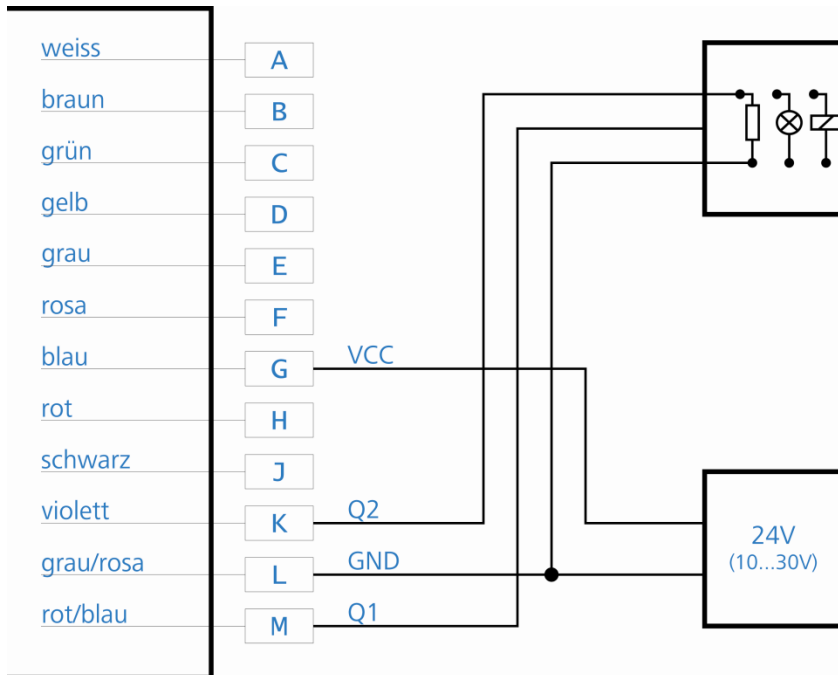 weiss A
braun B
grün C
gelb D
grau E
rosa F
blau G VCC
rot H
schwarz J
violett K Q2
grau/rosa L GND
rot/blau M Q1
24V
(10...30V)